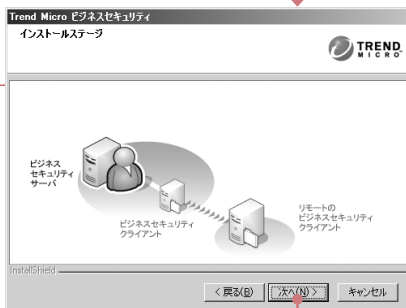 Trend Micro ビジネスセキュリティ
インストールステージ
TREND
MICRO
ビジネス
セキュリティ
サーバ
ビジネスセキュリティ
クライアント
リモートの
ビジネスセキュリティ
クライアント
InstallShield
< 戻る(B)
次へ(N) >
キャンセル